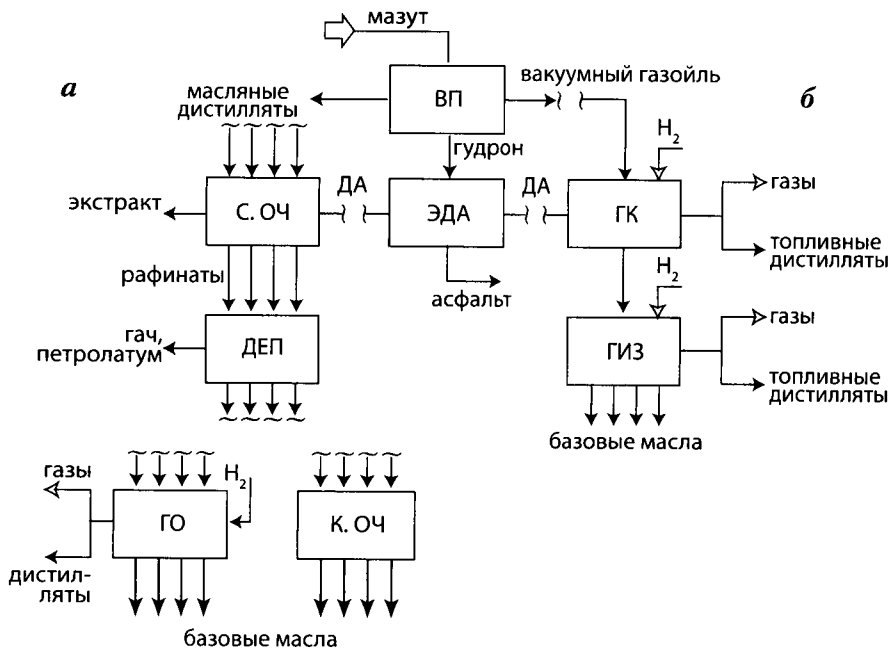 мазут
а
масляные
дистилляты
ВП
вакуумный газойль
б
гудрон
H2
экстракт
С. ОЧ
ДА
ЭДА
ДА
ГК
газы
топливные
дистилляты
рафинаты
асфальт
H2
гач,
петролатум
ДЕП
ГИЗ
газы
топливные
дистилляты
базовые масла
газы
H2
ГО
К. ОЧ
дистил-
ляты
базовые масла